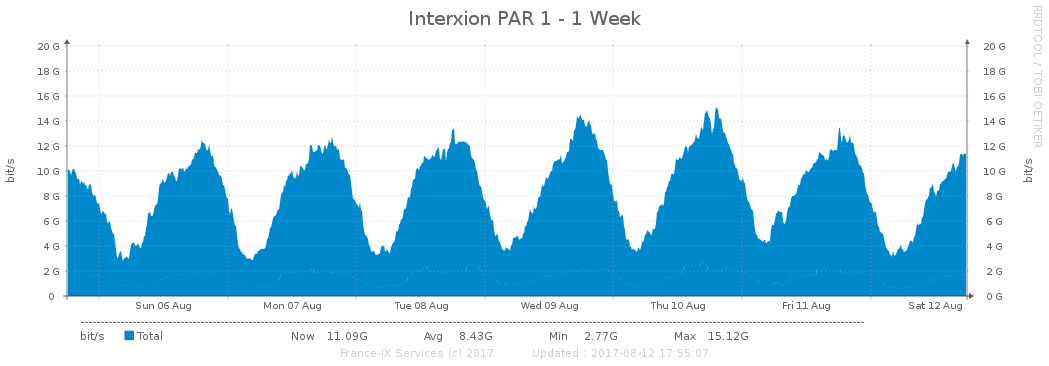 Interxion PAR 1 - 1 Week
RRDTOOL / TOBI OETIKER
20 G 20 G
18 G 18 G
16 G 16 G
14 G 14 G
12 G 12 G
10 G 10 G
8 G 8 G
6 G 6 G
4 G 4 G
2 G 2 G
0 0 G
bit/s
bit/s
Sun 06 Aug Mon 07 Aug Tue 08 Aug Wed 09 Aug Thu 10 Aug Fri 11 Aug Sat 12 Aug
bit/s Total Now 11.09G Avg 8.43G Min 2.77G Max 15.12G
France-IX Services (c) 2017 Updated : 2017-08-12 17:55:07